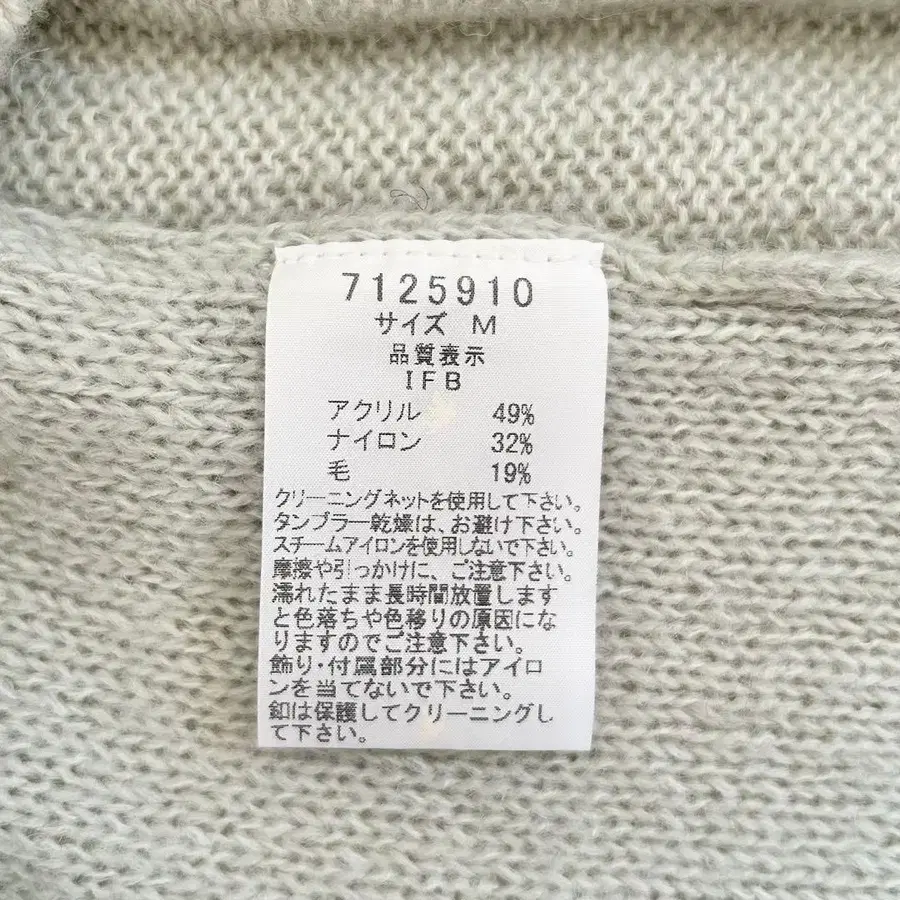 7125910
サイズ M
品質表示
IFB
アクリル 49%
ナイロン 32%
毛 19%
クリーニングネットを使用して下さい。
タンブラー乾燥は、お避け下さい。
スチームアイロンを使用しないで下さい。
摩擦や引っかけに、ご注意下さい。
濡れたまま長時間放置します
と色落ちや色移りの原因にな
りますのでご注意下さい。
飾り・付属部分にはアイロ
ンを当てないで下さい。
釦は保護してクリーニングし
て下さい。